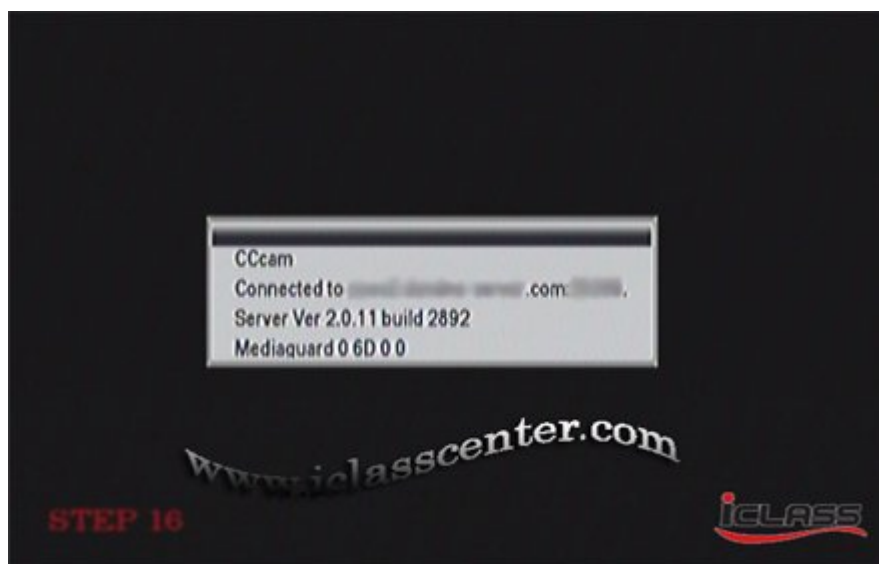 CCcam
Connected to .com: .
Server Ver 2.0.11 build 2892
Mediaguard 0 6D 0 0
www.iclasscenter.com
STEP 16
iCLASS